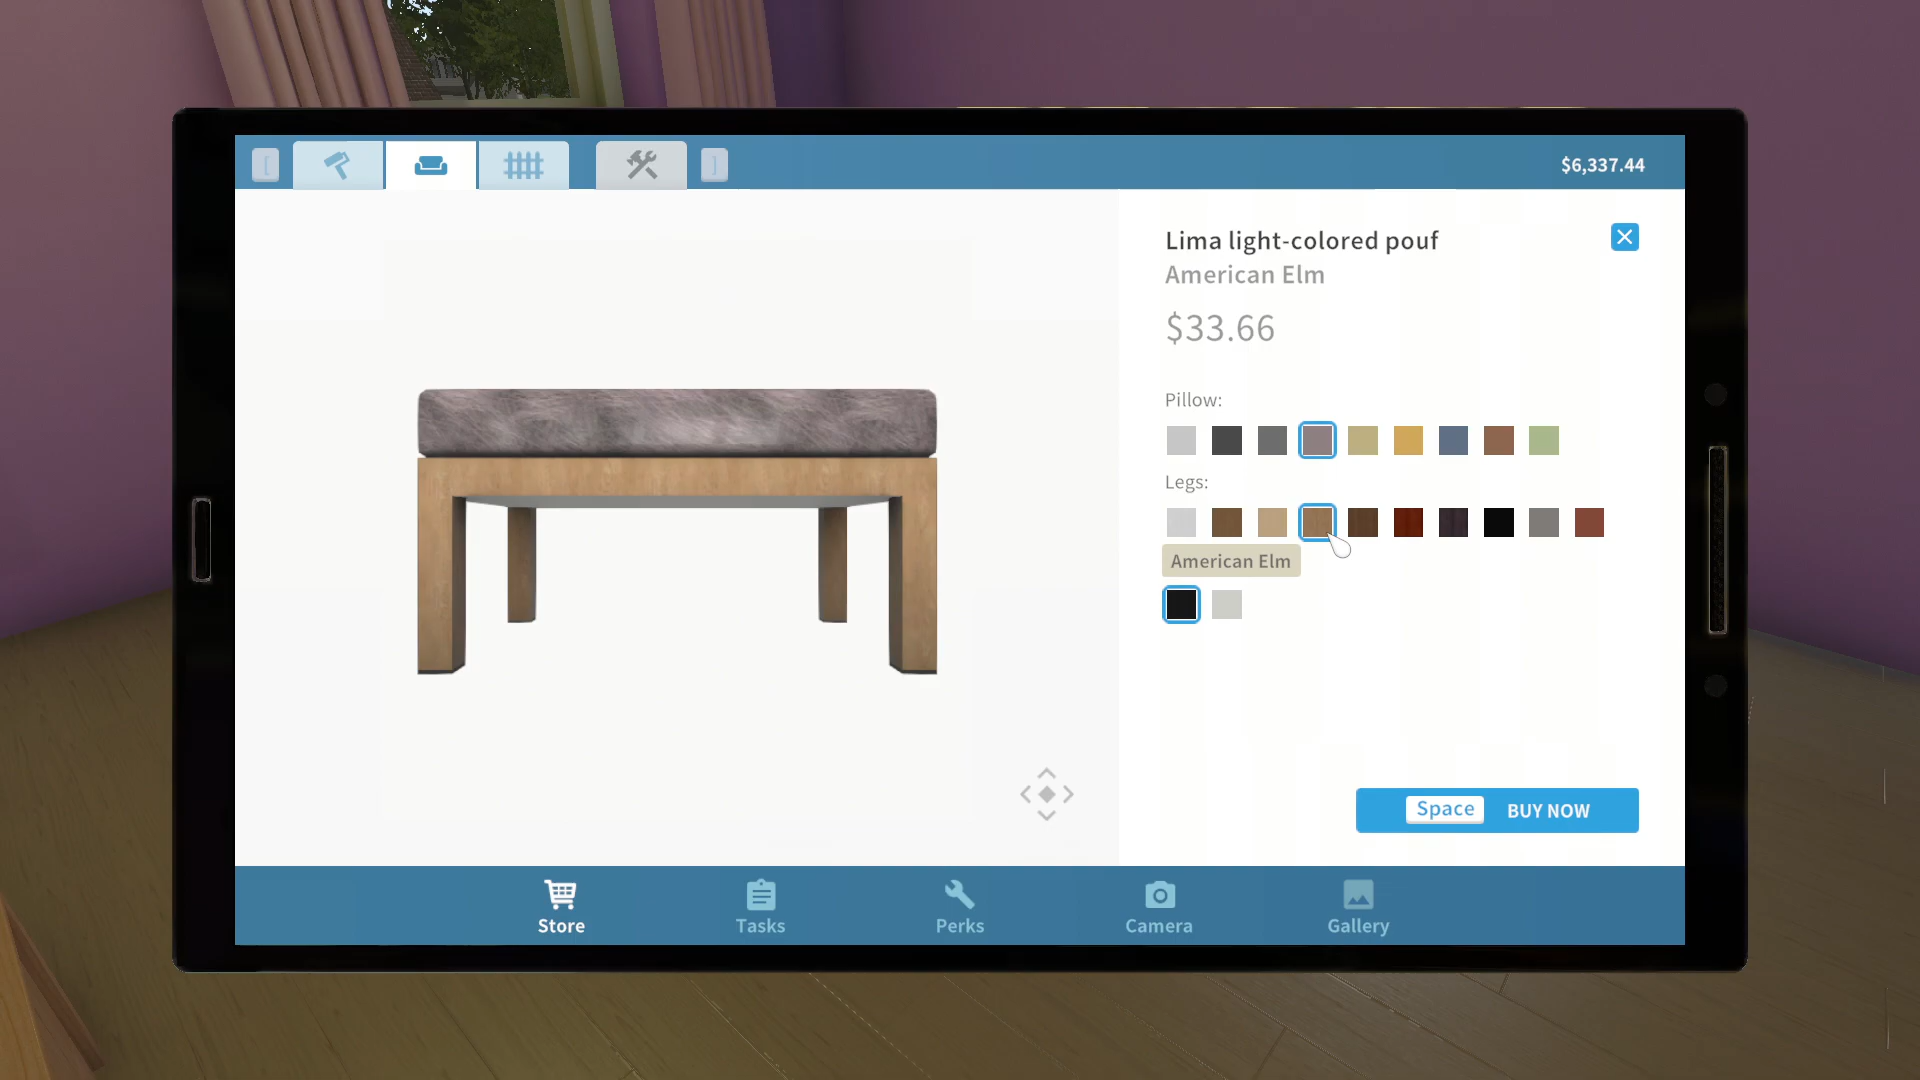 [
]
$6,337.44
Lima light-colored pouf
American Elm
$33.66
Pillow:
Legs:
American Elm
Space BUY NOW
Store
Tasks
Perks
Camera
Gallery